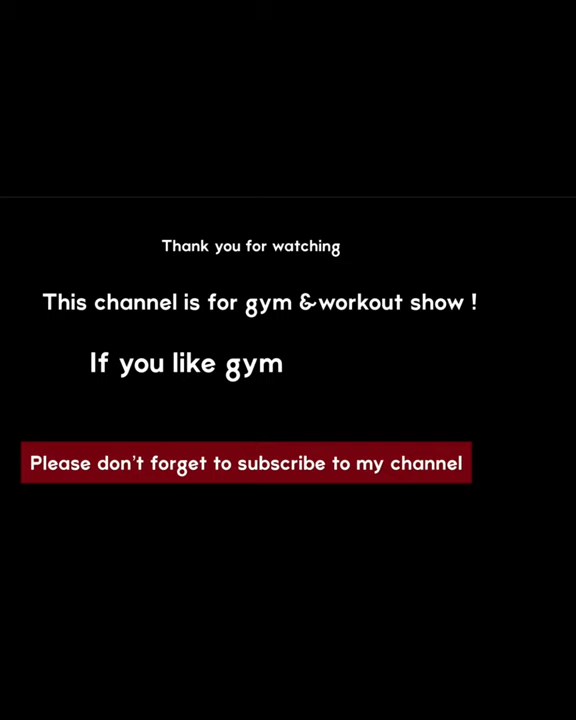 Thank you for watching
This channel is for gym &workout show !
If you like gym
Please don't forget to subscribe to my channel